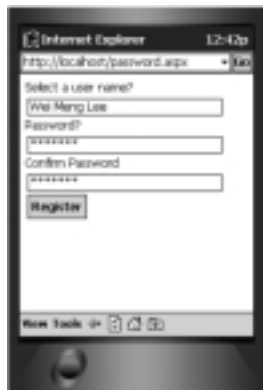 Internet Explorer 12:42p
http://localhost/password.aspx Go
Select a user name?
Wei Meng Lee
Password?
*******
Confirm Password
*******
Register
View Tools